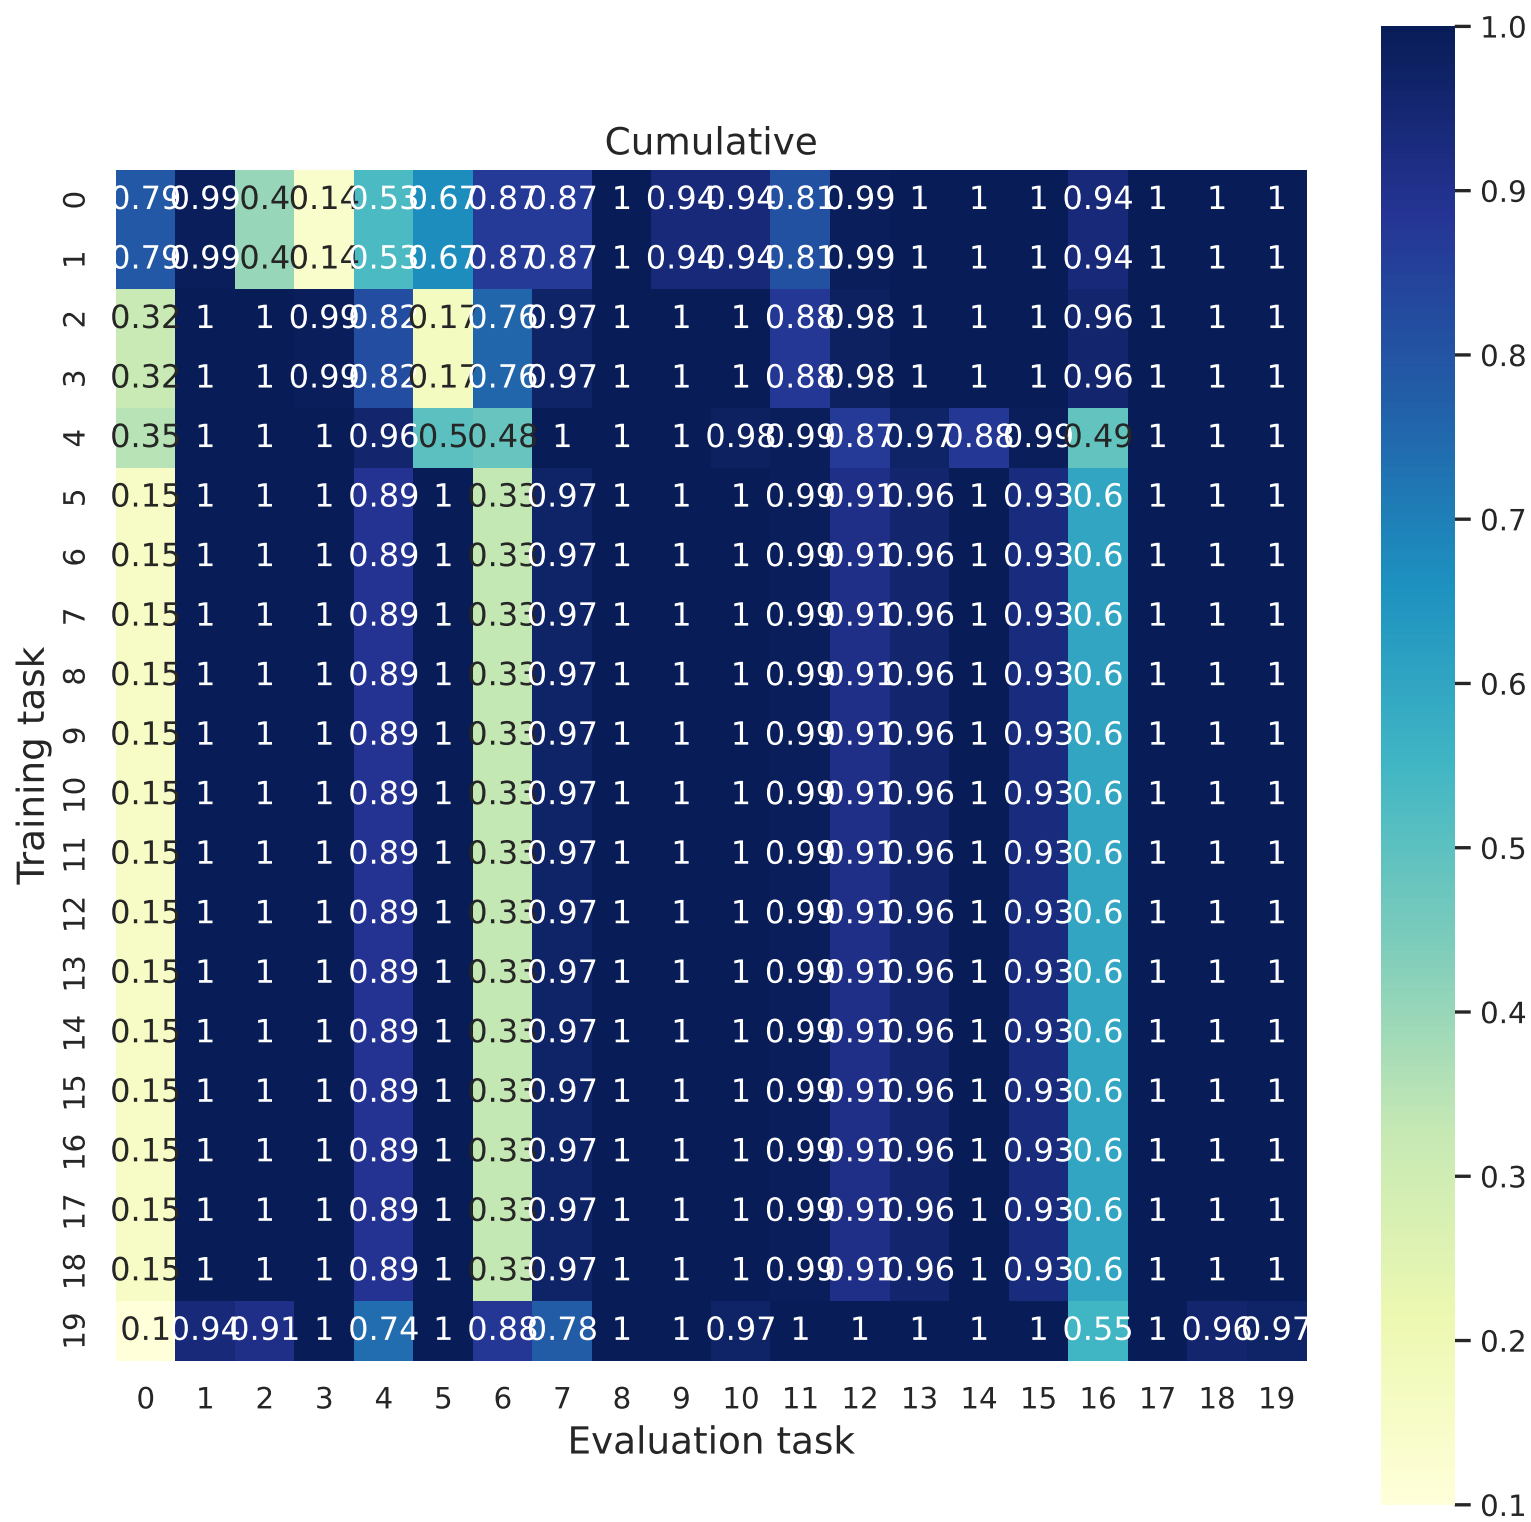 Cumulative
0 0.79 0.99 0.4 0.14 0.53 0.67 0.87 0.87 1 0.94 0.94 0.81 0.99 1 1 1 0.94 1 1 1
1 0.79 0.99 0.4 0.14 0.53 0.67 0.87 0.87 1 0.94 0.94 0.81 0.99 1 1 1 0.94 1 1 1
2 0.32 1 1 0.99 0.82 0.17 0.76 0.97 1 1 1 0.88 0.98 1 1 1 0.96 1 1 1
3 0.32 1 1 0.99 0.82 0.17 0.76 0.97 1 1 1 0.88 0.98 1 1 1 0.96 1 1 1
4 0.35 1 1 1 0.96 0.5 0.48 1 1 1 0.98 0.99 0.87 0.97 0.88 0.99 0.49 1 1 1
5 0.15 1 1 1 0.89 1 0.33 0.97 1 1 1 0.99 0.91 0.96 1 0.93 0.6 1 1 1
6 0.15 1 1 1 0.89 1 0.33 0.97 1 1 1 0.99 0.91 0.96 1 0.93 0.6 1 1 1
7 0.15 1 1 1 0.89 1 0.33 0.97 1 1 1 0.99 0.91 0.96 1 0.93 0.6 1 1 1
8 0.15 1 1 1 0.89 1 0.33 0.97 1 1 1 0.99 0.91 0.96 1 0.93 0.6 1 1 1
9 0.15 1 1 1 0.89 1 0.33 0.97 1 1 1 0.99 0.91 0.96 1 0.93 0.6 1 1 1
10 0.15 1 1 1 0.89 1 0.33 0.97 1 1 1 0.99 0.91 0.96 1 0.93 0.6 1 1 1
11 0.15 1 1 1 0.89 1 0.33 0.97 1 1 1 0.99 0.91 0.96 1 0.93 0.6 1 1 1
12 0.15 1 1 1 0.89 1 0.33 0.97 1 1 1 0.99 0.91 0.96 1 0.93 0.6 1 1 1
13 0.15 1 1 1 0.89 1 0.33 0.97 1 1 1 0.99 0.91 0.96 1 0.93 0.6 1 1 1
14 0.15 1 1 1 0.89 1 0.33 0.97 1 1 1 0.99 0.91 0.96 1 0.93 0.6 1 1 1
15 0.15 1 1 1 0.89 1 0.33 0.97 1 1 1 0.99 0.91 0.96 1 0.93 0.6 1 1 1
16 0.15 1 1 1 0.89 1 0.33 0.97 1 1 1 0.99 0.91 0.96 1 0.93 0.6 1 1 1
17 0.15 1 1 1 0.89 1 0.33 0.97 1 1 1 0.99 0.91 0.96 1 0.93 0.6 1 1 1
18 0.15 1 1 1 0.89 1 0.33 0.97 1 1 1 0.99 0.91 0.96 1 0.93 0.6 1 1 1
19 0.1 0.94 0.91 1 0.74 1 0.88 0.78 1 1 0.97 1 1 1 1 1 0.55 1 0.96 0.97
0 1 2 3 4 5 6 7 8 9 10 11 12 13 14 15 16 17 18 19
Evaluation task
Training task
1.0
0.9
0.8
0.7
0.6
0.5
0.4
0.3
0.2
0.1